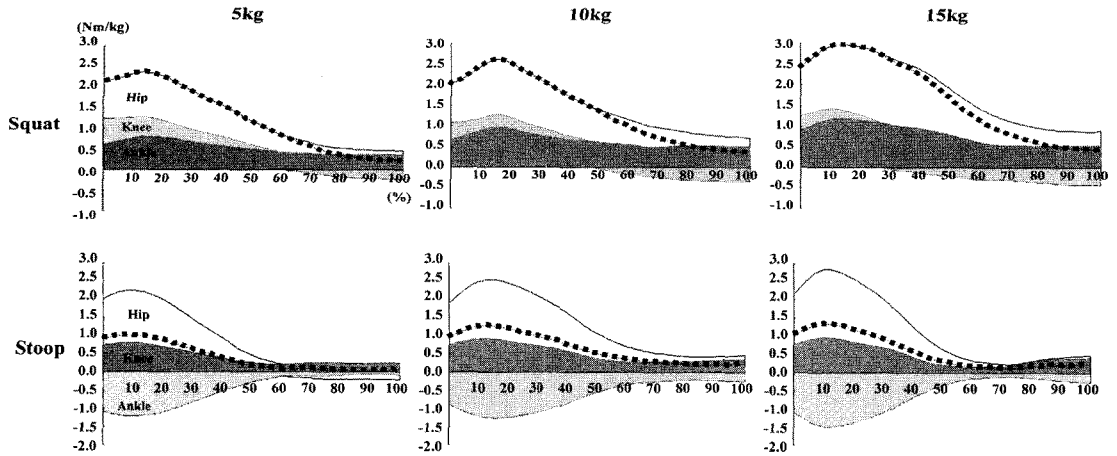 5kg 10kg 15kg
(Nm/kg)
Squat
3.0 2.5 2.0 1.5 1.0 0.5 0.0 -0.5 -1.0
Hip
Knee
Ankle
10 20 30 40 50 60 70 80 90 100
(%)
3.0 2.5 2.0 1.5 1.0 0.5 0.0 -0.5 -1.0
10 20 30 40 50 60 70 80 90 100
3.0 2.5 2.0 1.5 1.0 0.5 0.0 -0.5 -1.0
10 20 30 40 50 60 70 80 90 100
Stoop
3.0 2.5 2.0 1.5 1.0 0.5 0.0 -0.5 -1.0 -1.5 -2.0
Hip
Knee
Ankle
10 20 30 40 50 60 70 80 90 100
3.0 2.5 2.0 1.5 1.0 0.5 0.0 -0.5 -1.0 -1.5 -2.0
10 20 30 40 50 60 70 80 90 100
3.0 2.5 2.0 1.5 1.0 0.5 0.0 -0.5 -1.0 -1.5 -2.0
10 20 30 40 50 60 70 80 90 100